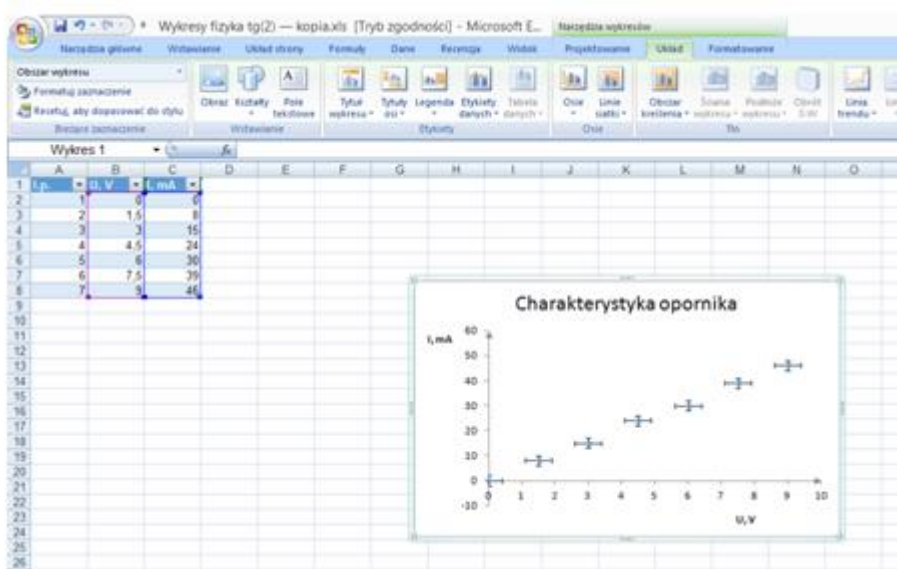 Wykresy fizyka tg(2) — kopia.xls [Tryb zgodności] - Microsoft E...
Narzędzia wykresów
Narzędzia główne Wstawianie Układ strony Formuły Dane Recenzja Widok Projektowanie Układ Formatowanie
Obszar wykresu
Formatuj zaznaczenie
Resetuj, aby dopasować do stylu
Bieżące zaznaczenie
Obraz Kształty Pole tekstowe
Wstawianie
Tytuł wykresu Tytuły osi Legenda Etykiety danych Tabela danych
Etykiety
Osie Linie siatki
Osie
Obszar kreślenia Ściana wykresu Podłoże wykresu Obrót 3-W
Tło
Linia trendu
Wykres 1 fx
A B C D E F G H I J K L M N O
1 l.p. U, V I, mA
2 1 0 0
3 2 1,5 8
4 3 3 15
5 4 4,5 24
6 5 6 30
7 6 7,5 39
8 7 9 46
9
10
11
12
13
14
15
16
17
18
19
20
21
22
23
24
25
26
Charakterystyka opornika
I, mA
60
50
40
30
20
10
0
-10
0 1 2 3 4 5 6 7 8 9 10
U, V